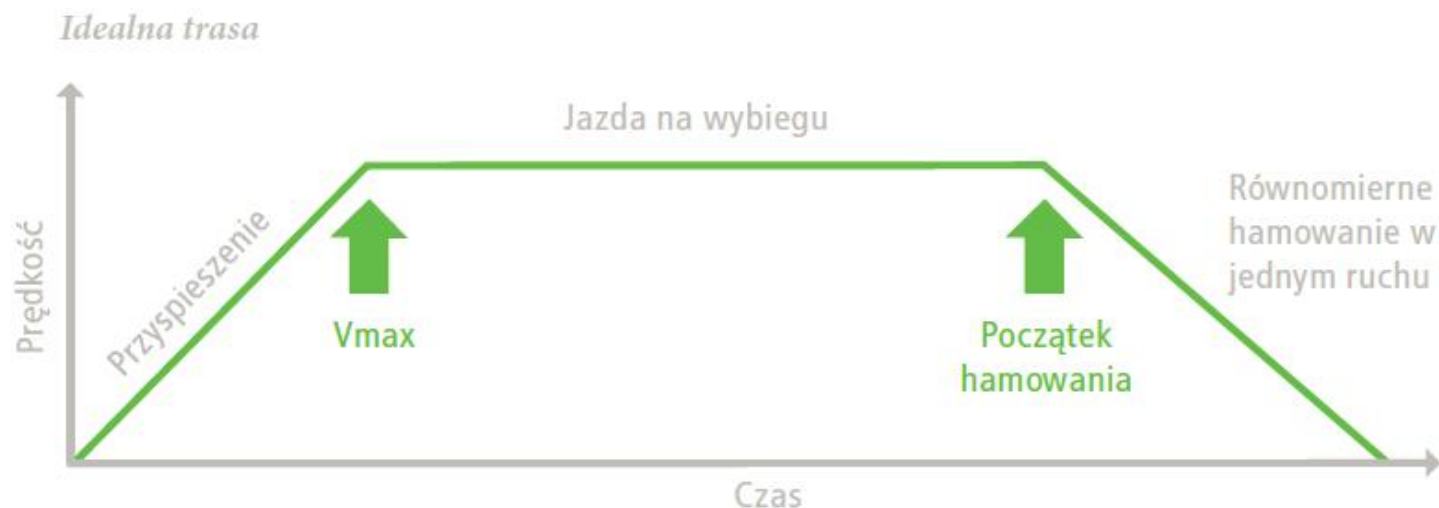 Idealna trasa
Jazda na wybiegu
Równomierne
hamowanie w
jednym ruchu
Prędkość
Przyspieszenie
Vmax
Początek
hamowania
Czas